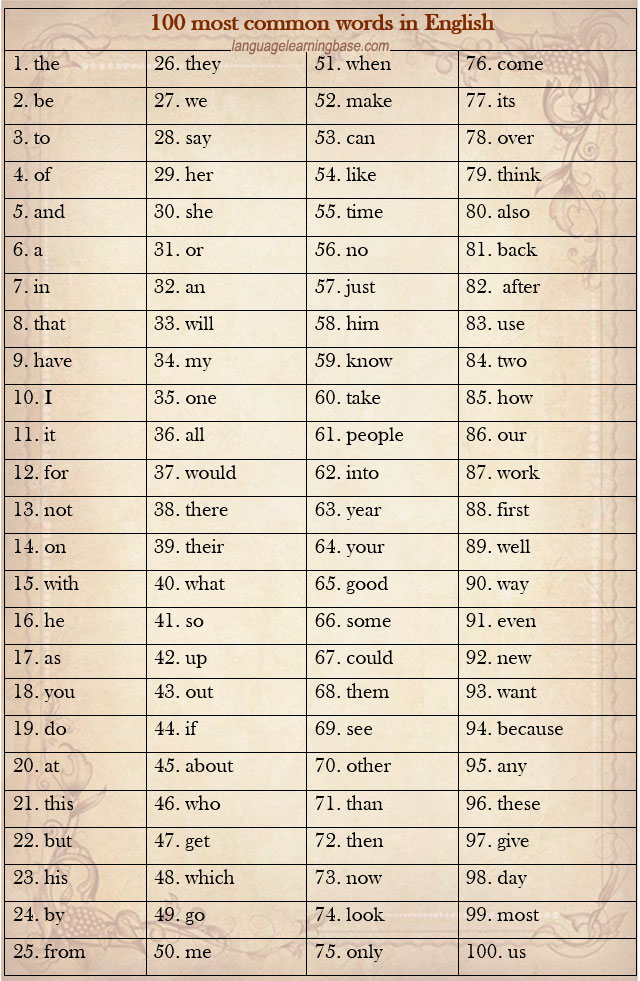 100 most common words in English
languagelearningbase.com
1. the 26. they 51. when 76. come
2. be 27. we 52. make 77. its
3. to 28. say 53. can 78. over
4. of 29. her 54. like 79. think
5. and 30. she 55. time 80. also
6. a 31. or 56. no 81. back
7. in 32. an 57. just 82. after
8. that 33. will 58. him 83. use
9. have 34. my 59. know 84. two
10. I 35. one 60. take 85. how
11. it 36. all 61. people 86. our
12. for 37. would 62. into 87. work
13. not 38. there 63. year 88. first
14. on 39. their 64. your 89. well
15. with 40. what 65. good 90. way
16. he 41. so 66. some 91. even
17. as 42. up 67. could 92. new
18. you 43. out 68. them 93. want
19. do 44. if 69. see 94. because
20. at 45. about 70. other 95. any
21. this 46. who 71. than 96. these
22. but 47. get 72. then 97. give
23. his 48. which 73. now 98. day
24. by 49. go 74. look 99. most
25. from 50. me 75. only 100. us